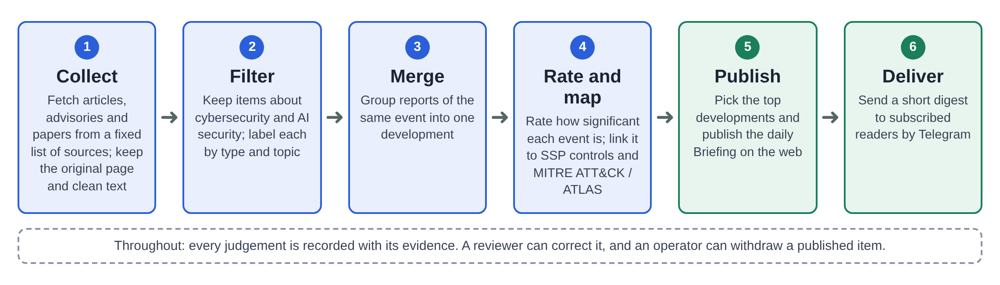 1
Collect
Fetch articles,
advisories and
papers from a fixed
list of sources; keep
the original page
and clean text
2
Filter
Keep items about
cybersecurity and AI
security; label each
by type and topic
3
Merge
Group reports of the
same event into one
development
4
Rate and
map
Rate how significant
each event is; link it
to SSP controls and
MITRE ATT&CK /
ATLAS
5
Publish
Pick the top
developments and
publish the daily
Briefing on the web
6
Deliver
Send a short digest
to subscribed
readers by Telegram
Throughout: every judgement is recorded with its evidence. A reviewer can correct it, and an operator can withdraw a published item.